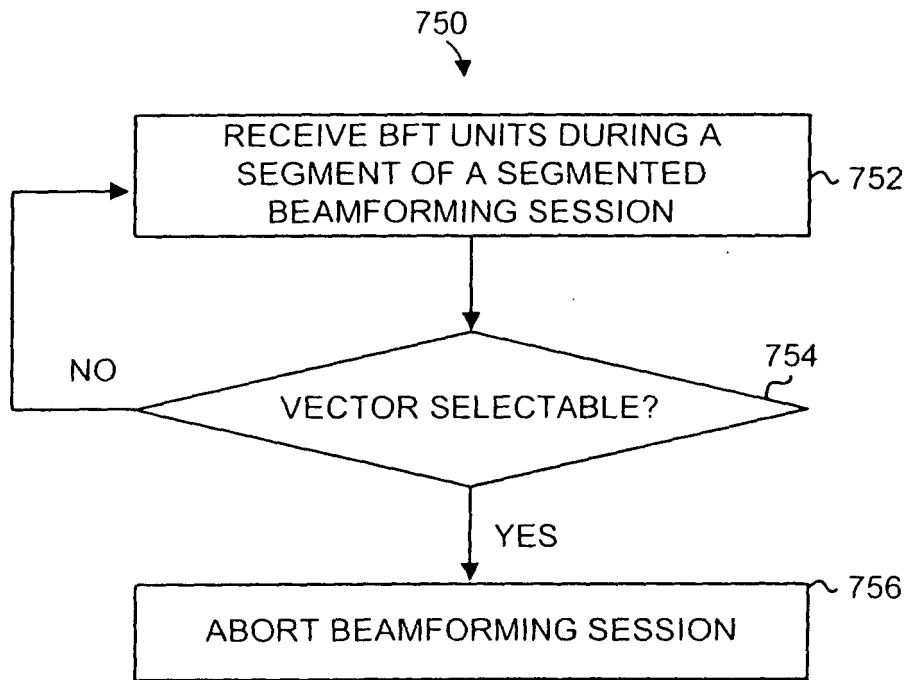 750
RECEIVE BFT UNITS DURING A
SEGMENT OF A SEGMENTED
BEAMFORMING SESSION
752
754
NO
VECTOR SELECTABLE?
YES
756
ABORT BEAMFORMING SESSION